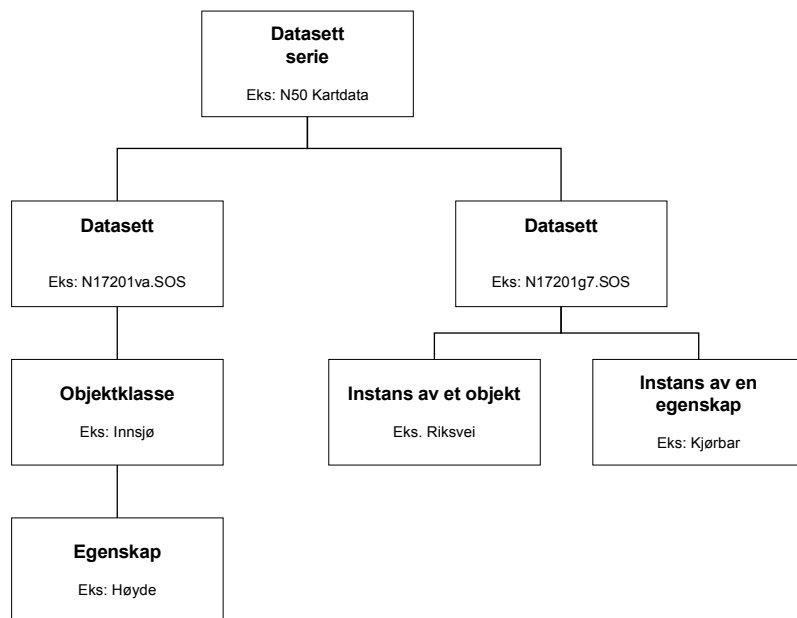 Datasett
serie
Eks: N50 Kartdata
Datasett
Eks: N17201va.SOS
Datasett
Eks: N17201g7.SOS
Objektklasse
Eks: Innsjø
Instans av et objekt
Eks. Riksvei
Instans av en
egenskap
Eks: Kjørbar
Egenskap
Eks: Høyde